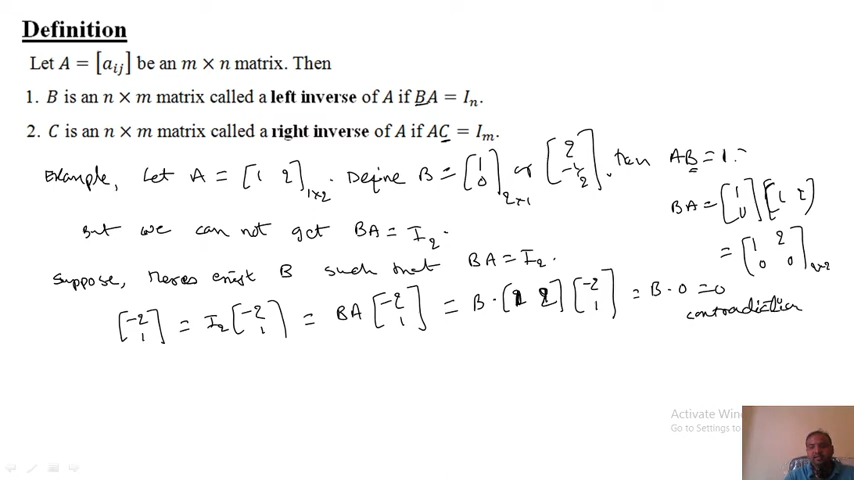 Definition
Let A = [aij] be an m × n matrix. Then
1. B is an n × m matrix called a left inverse of A if BA = In.
2. C is an n × m matrix called a right inverse of A if AC = Im.
Example, Let A = [1 2]1×2. Define B = [1 0]2×1 or [2 -1/2], then AB = 1.
BA = [1 0][1 2]
But we can not get BA = I2.
= [1 2 0 0]2×2
Suppose, there exist B such that BA = I2.
[-2 1] = I2 [-2 1] = BA [-2 1] = B · [1 2] [-2 1] = B · 0 = 0
contradiction
Activate Win
Go to Settings to